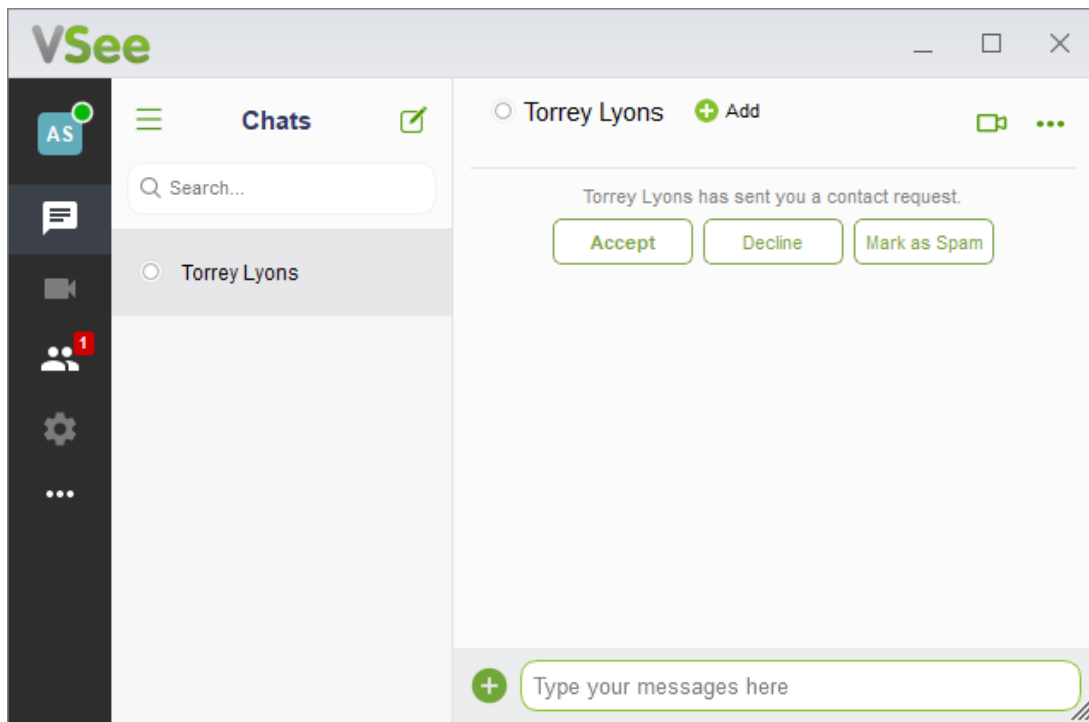 VSee
AS
Chats
Torrey Lyons
Add
Search...
Torrey Lyons has sent you a contact request.
Accept
Decline
Mark as Spam
Torrey Lyons
1
Type your messages here